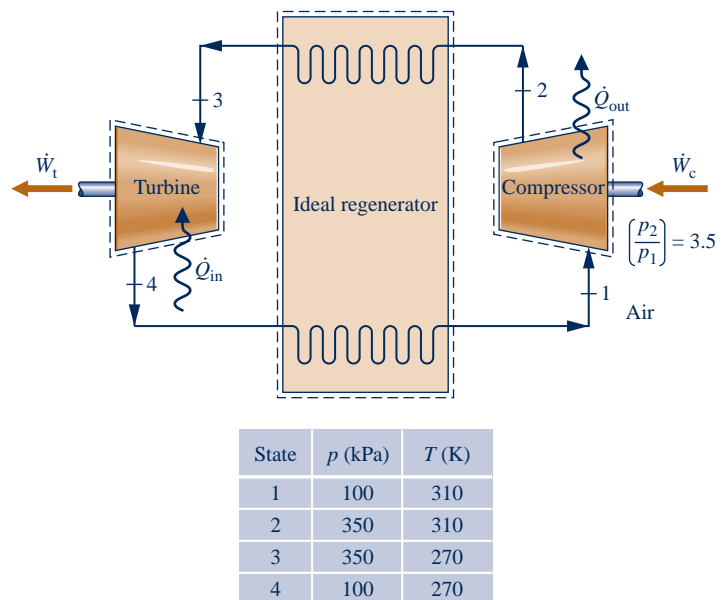 3
2
Q̇out
Ẇt
Turbine
Ideal regenerator
Compressor
Ẇc
(p2/p1) = 3.5
4
Q̇in
1
Air
State p (kPa) T (K)
1 100 310
2 350 310
3 350 270
4 100 270